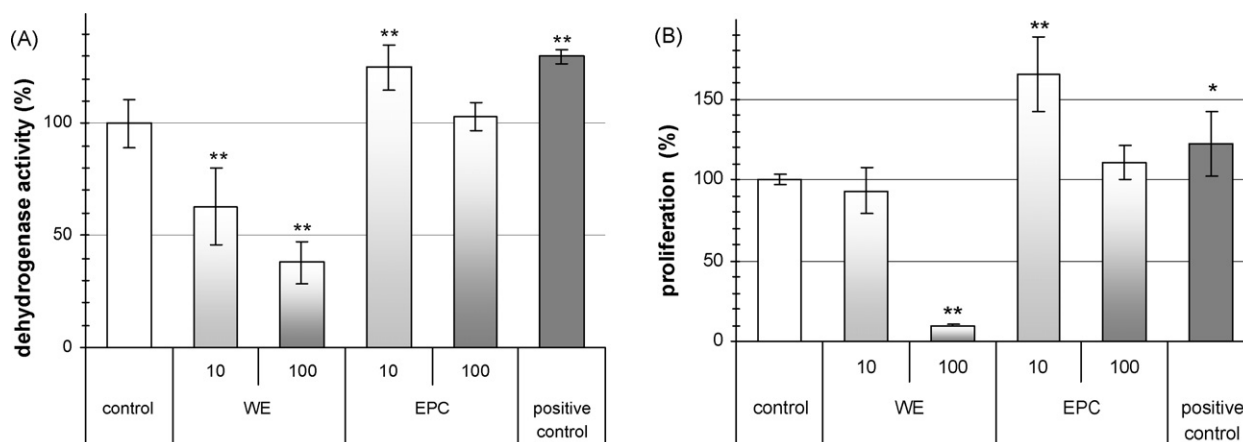 (A)
dehydrogenase activity (%)
100
50
0
**
**
**
**
10
100
10
100
control
WE
EPC
positive
control
(B)
proliferation (%)
150
100
50
0
**
**
*
10
100
10
100
control
WE
EPC
positive
control